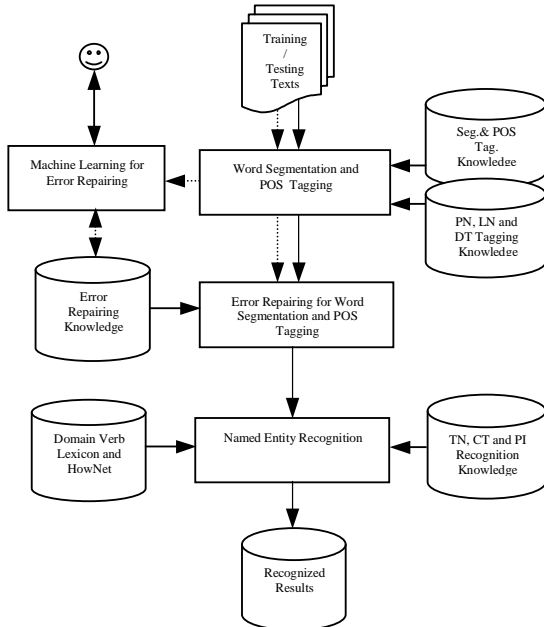 Training
/
Testing
Texts
Seg.& POS
Tag.
Knowledge
Machine Learning for
Error Repairing
Word Segmentation and
POS Tagging
PN, LN and
DT Tagging
Knowledge
Error
Repairing
Knowledge
Error Repairing for Word
Segmentation and POS
Tagging
Domain Verb
Lexicon and
HowNet
Named Entity Recognition
TN, CT and PI
Recognition
Knowledge
Recognized
Results